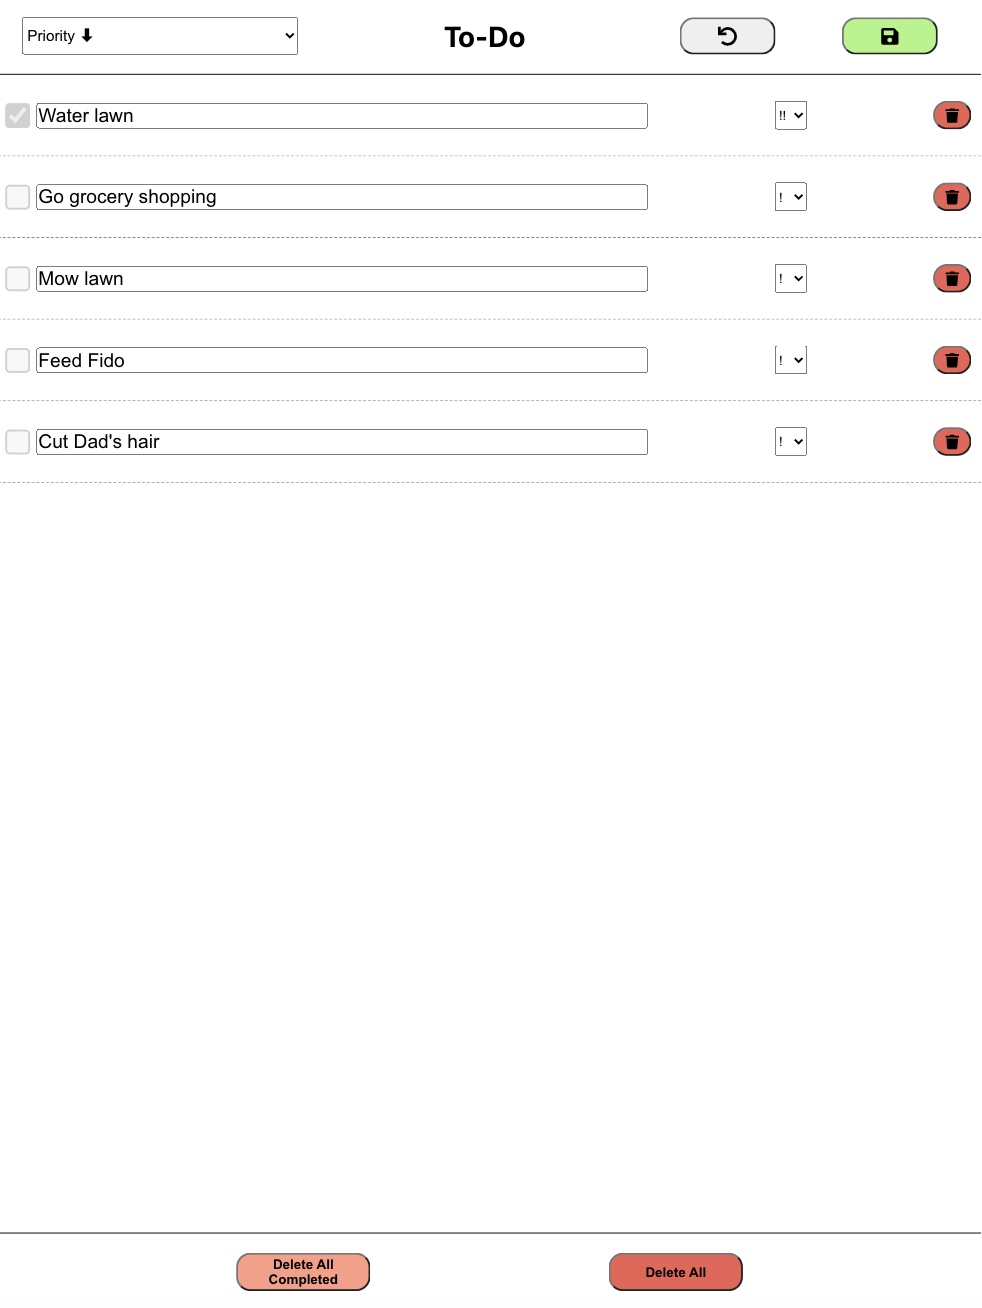 Priority ⬇
To-Do
Water lawn
!!
Go grocery shopping
!
Mow lawn
!
Feed Fido
!
Cut Dad's hair
!
Delete All
Completed
Delete All